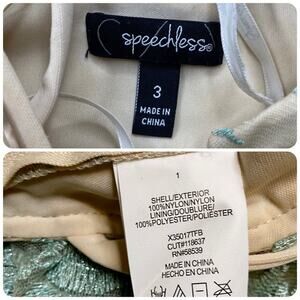 speechless®
3
MADE IN
CHINA
1
SHELL/EXTERIOR
100%NYLON/NYLON
LINING/DOUBLURE/
100%POLYESTER/POLIÉSTER
X35017TFB
CUT#118637
RN#58539
MADE IN CHINA
HECHO EN CHINA